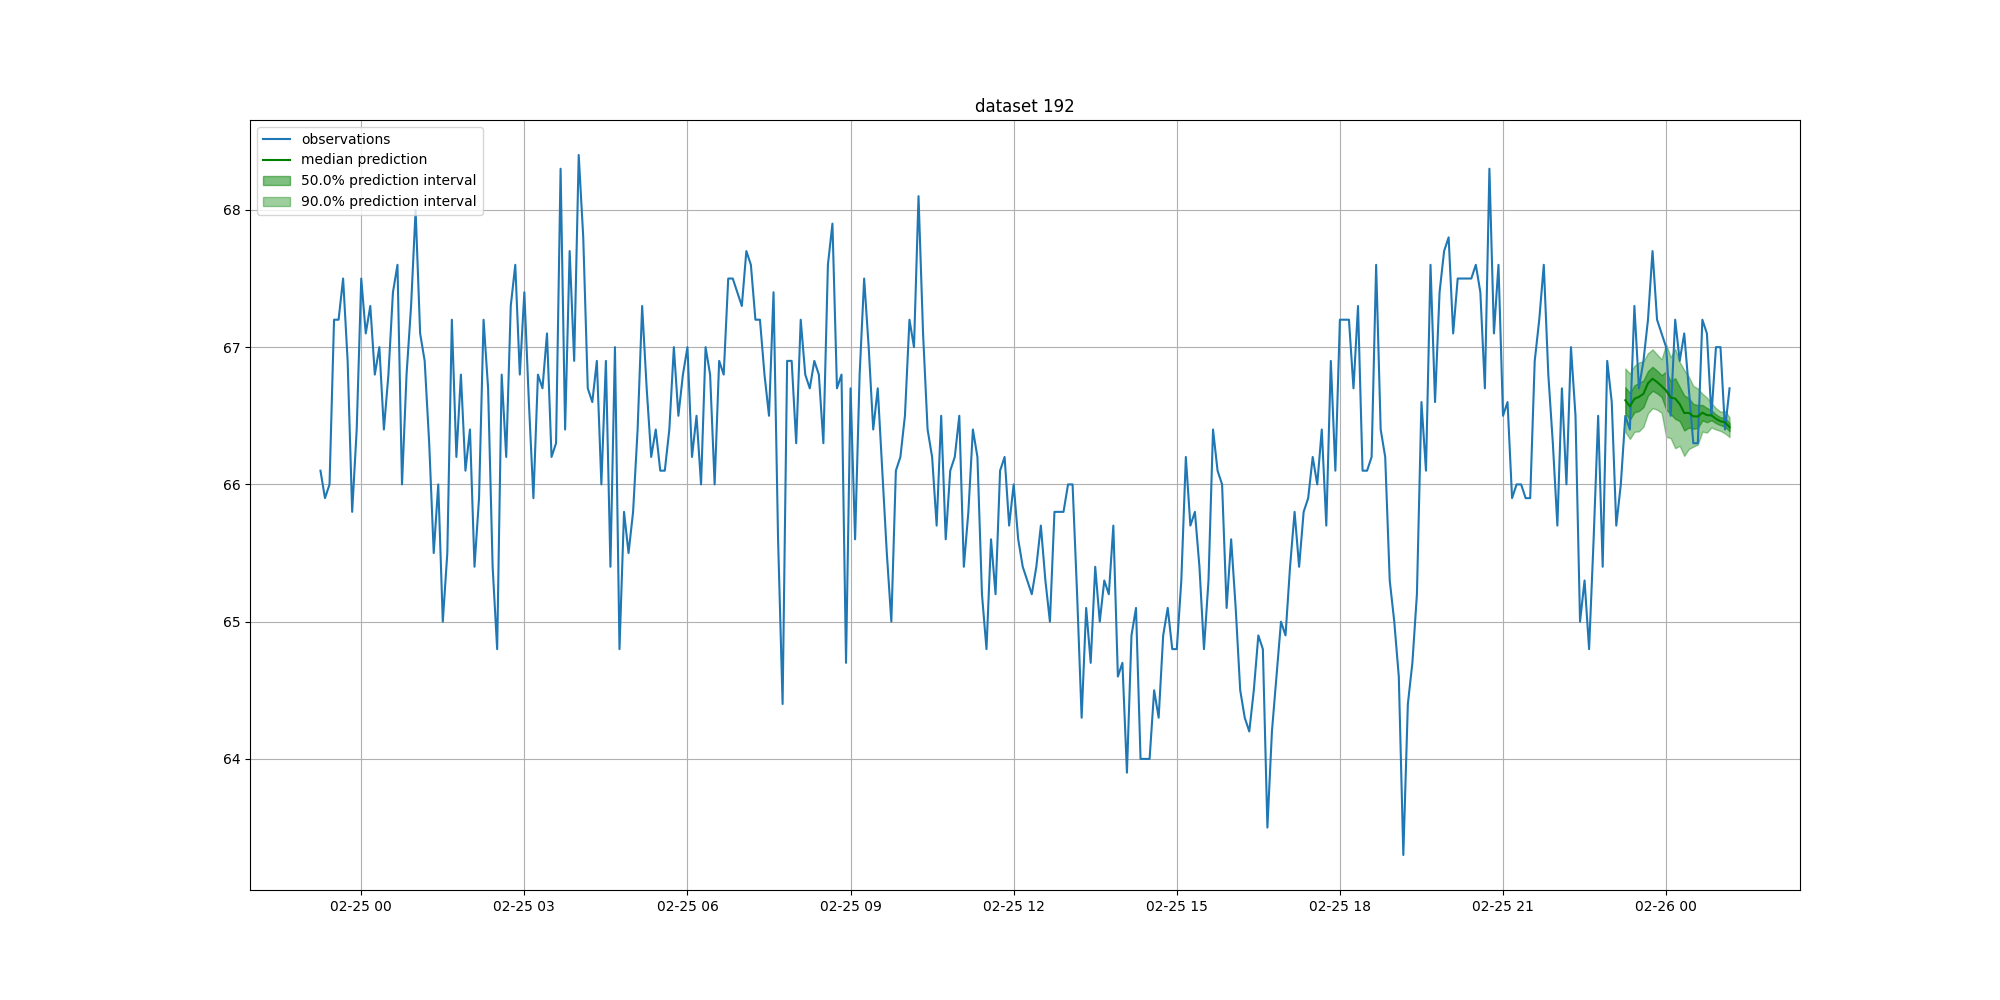 dataset 192
observations
median prediction
50.0% prediction interval
90.0% prediction interval
68
67
66
65
64
02-25 00
02-25 03
02-25 06
02-25 09
02-25 12
02-25 15
02-25 18
02-25 21
02-26 00